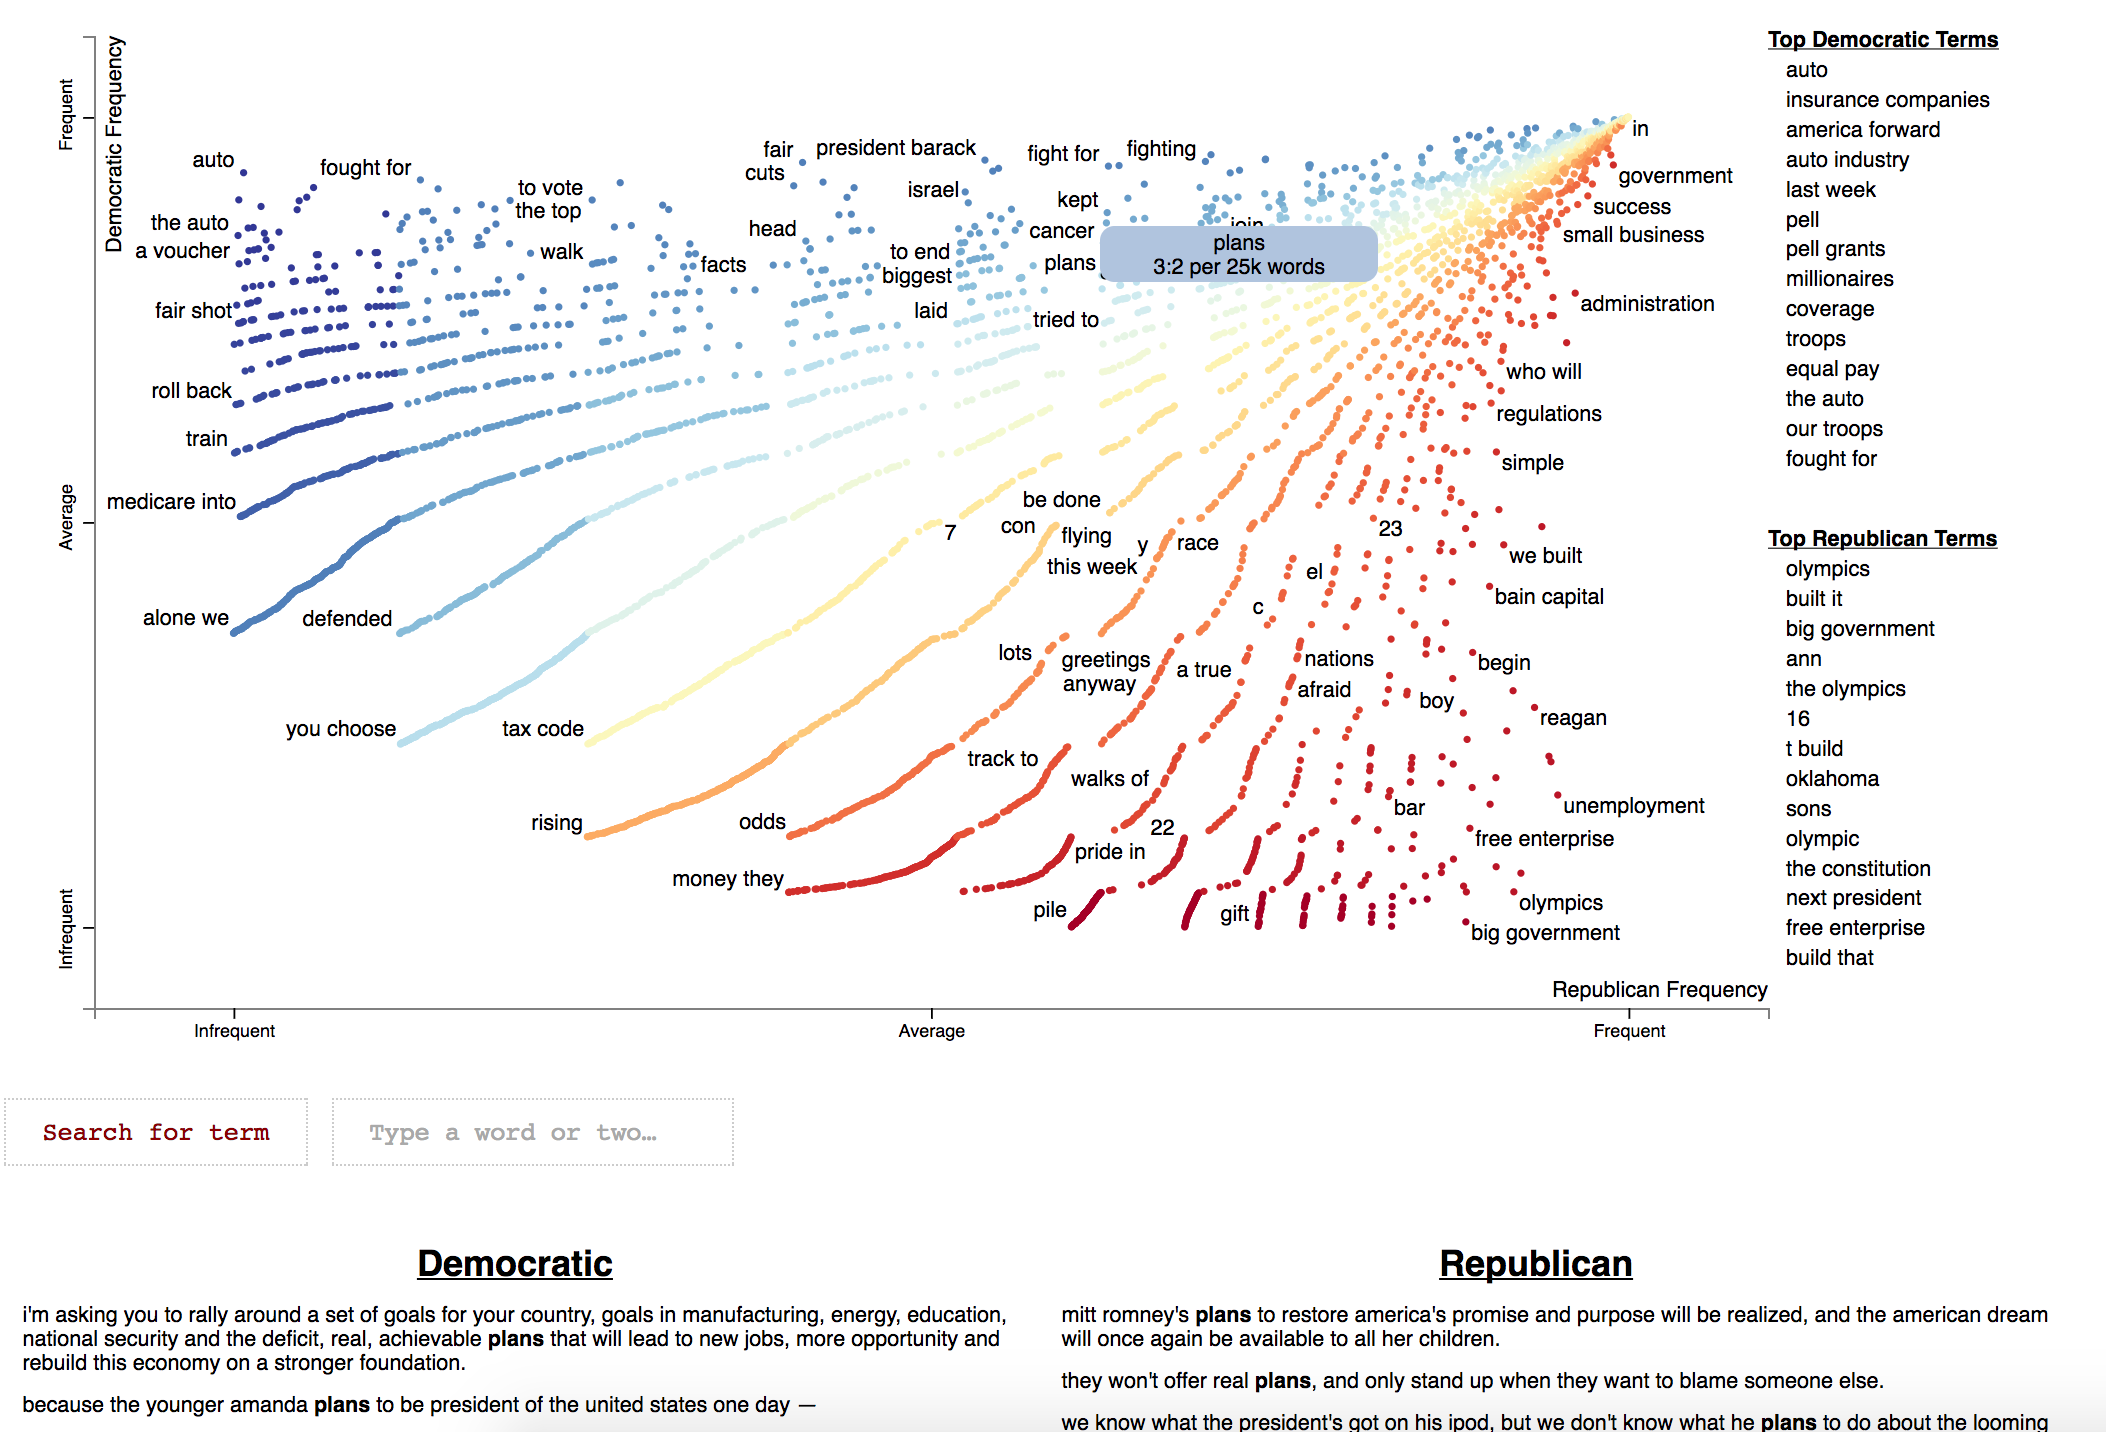 Frequent
Democratic Frequency
Average
Infrequent
auto
fought for
to vote
the top
the auto
a voucher
walk
facts
fair
cuts
president barack
israel
head
to end
biggest
laid
fight for
fighting
kept
cancer
join
plans
plans
3:2 per 25k words
tried to
in
government
success
small business
administration
who will
regulations
simple
fair shot
roll back
train
medicare into
alone we
defended
you choose
tax code
rising
odds
money they
7
be done
con
flying
this week
y
race
23
el
c
we built
bain capital
lots
greetings
anyway
a true
nations
afraid
begin
boy
reagan
track to
walks of
22
bar
unemployment
free enterprise
pride in
pile
gift
olympics
big government
Republican Frequency
Infrequent
Average
Frequent
Top Democratic Terms
auto
insurance companies
america forward
auto industry
last week
pell
pell grants
millionaires
coverage
troops
equal pay
the auto
our troops
fought for
Top Republican Terms
olympics
built it
big government
ann
the olympics
16
t build
oklahoma
sons
olympic
the constitution
next president
free enterprise
build that
Search for term
Type a word or two…
Democratic
i'm asking you to rally around a set of goals for your country, goals in manufacturing, energy, education,
national security and the deficit, real, achievable plans that will lead to new jobs, more opportunity and
rebuild this economy on a stronger foundation.
because the younger amanda plans to be president of the united states one day —
Republican
mitt romney's plans to restore america's promise and purpose will be realized, and the american dream
will once again be available to all her children.
they won't offer real plans, and only stand up when they want to blame someone else.
we know what the president's got on his ipod, but we don't know what he plans to do about the looming